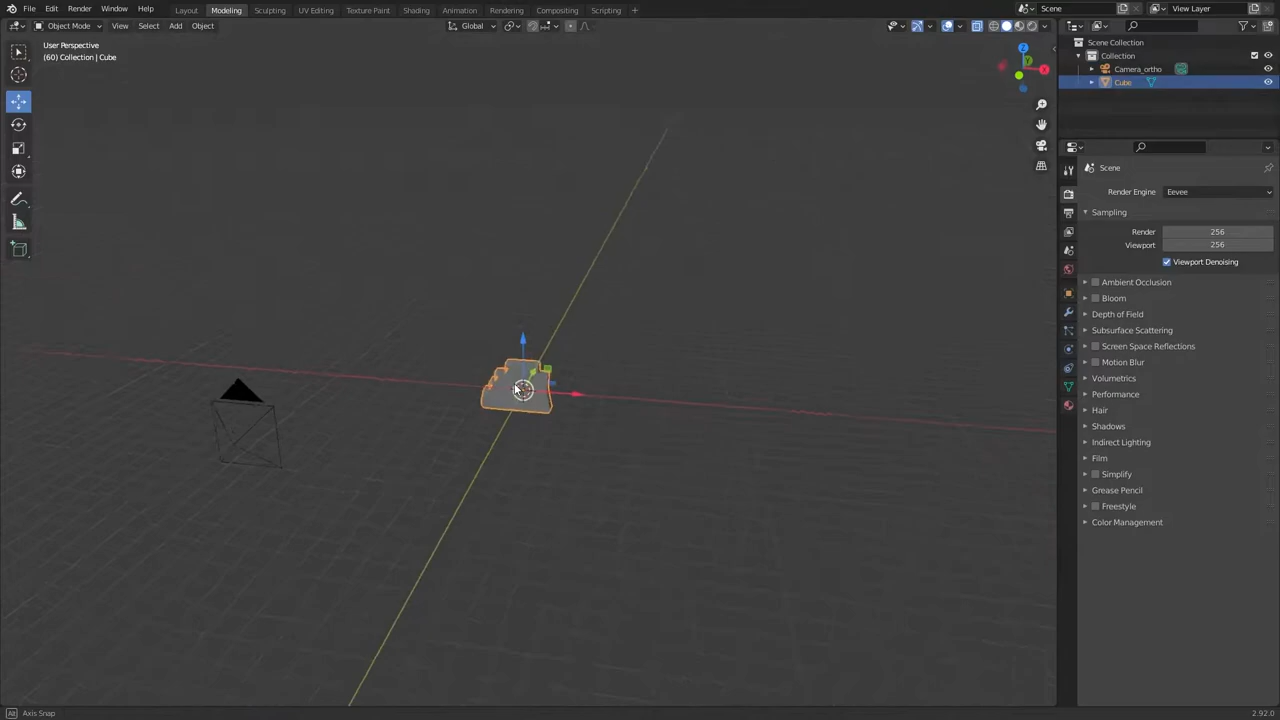 File Edit Render Window Help Layout Modeling Sculpting UV Editing Texture Paint Shading Animation Rendering Compositing Scripting + Scene View Layer
Object Mode View Select Add Object Global
User Perspective
(60) Collection | Cube
X
Y
Z
Scene Collection
Collection
Camera_ortho
Cube
Scene
Render Engine Eevee
Sampling
Render 256
Viewport 256
Viewport Denoising
Ambient Occlusion
Bloom
Depth of Field
Subsurface Scattering
Screen Space Reflections
Motion Blur
Volumetrics
Performance
Hair
Shadows
Indirect Lighting
Film
Simplify
Grease Pencil
Freestyle
Color Management
Alt Axis Snap
2.92.0